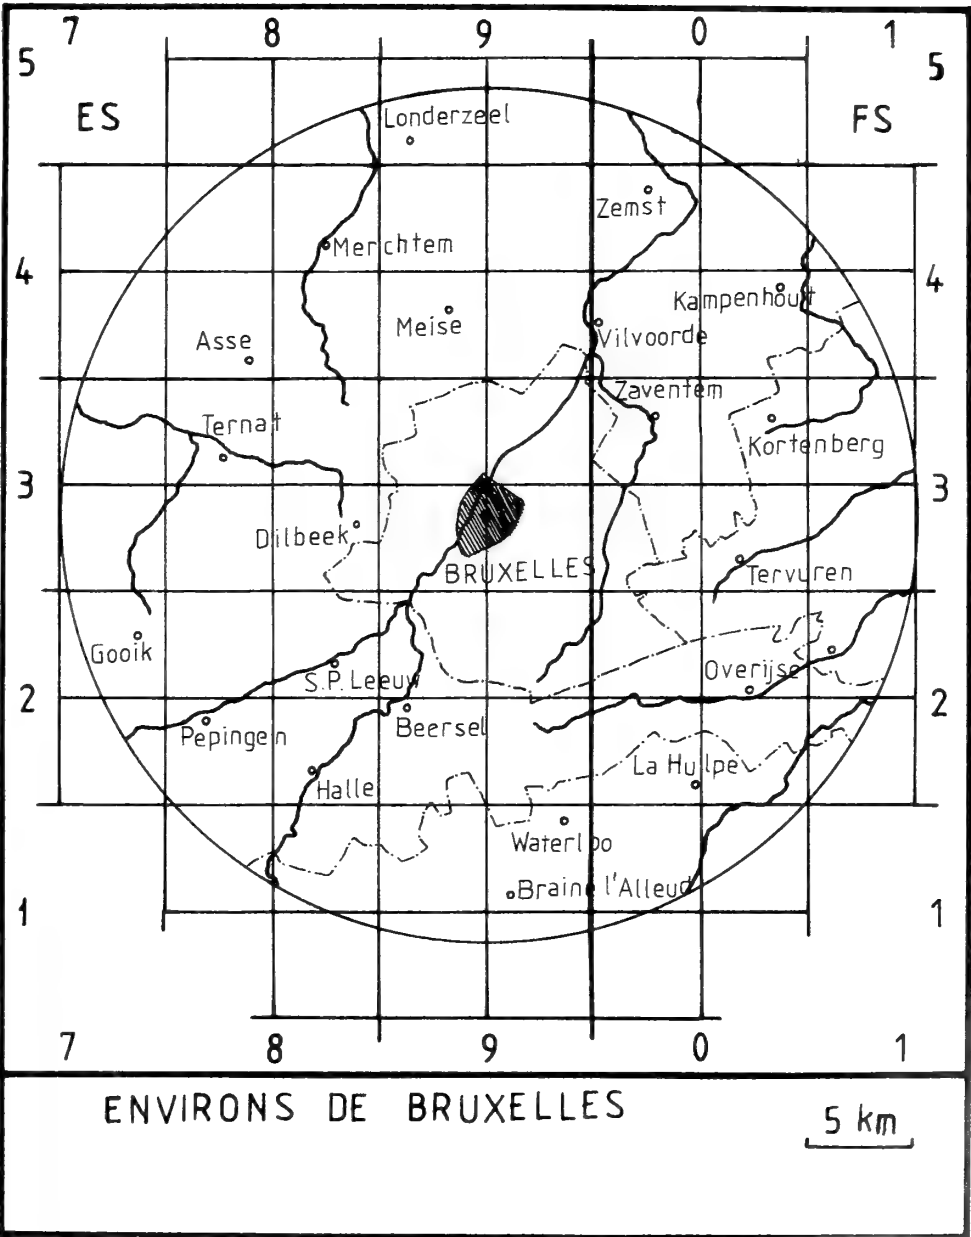 7 8 9 0 1
5 5
ES FS
Londerzeel
Zemst
Merchtem
4 4
Kampenhout
Meise
Vilvoorde
Asse
Zaventem
Ternat
Kortenberg
3 3
Dilbeek
BRUXELLES
Tervuren
Gooik
Overijse
S.P. Leeuw
2 2
Beersel
Pepingen
La Hulpe
Halle
Waterloo
Braine l'Alleud
1 1
7 8 9 0 1
ENVIRONS DE BRUXELLES
5 km